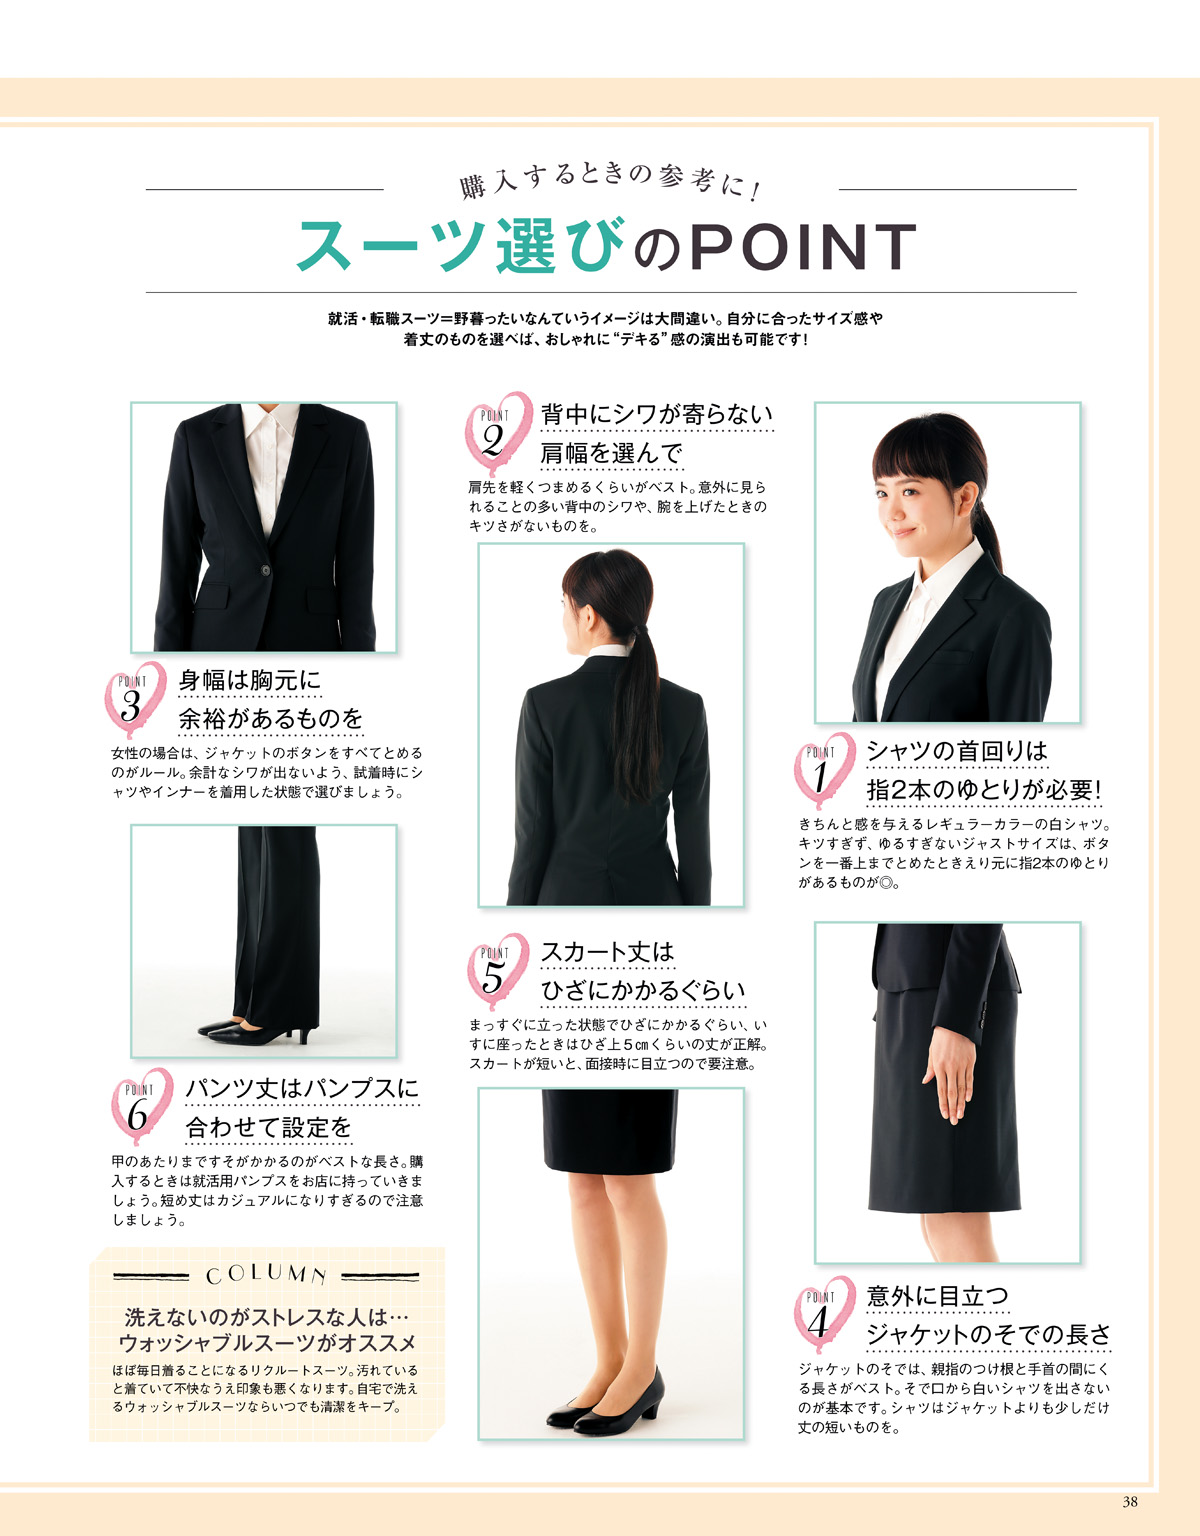 購入するときの参考に!
スーツ選びのPOINT
就活・転職スーツ=野暮ったいなんていうイメージは大間違い。自分に合ったサイズ感や
着丈のものを選べば、おしゃれに“デキる”感の演出も可能です!
POINT
1
シャツの首回りは
指2本のゆとりが必要!
きちんと感を与えるレギュラーカラーの白シャツ。
キツすぎず、ゆるすぎないジャストサイズは、ボタ
ンを一番上までとめたときえり元に指2本のゆとり
があるものが◎。
POINT
2
背中にシワが寄らない
肩幅を選んで
肩先を軽くつまめるくらいがベスト。意外に見ら
れることの多い背中のシワや、腕を上げたときの
キツさがないものを。
POINT
3
身幅は胸元に
余裕があるものを
女性の場合は、ジャケットのボタンをすべてとめる
のがルール。余計なシワが出ないよう、試着時にシ
ャツやインナーを着用した状態で選びましょう。
POINT
4
意外に目立つ
ジャケットのそでの長さ
ジャケットのそでは、親指のつけ根と手首の間にく
る長さがベスト。そで口から白いシャツを出さない
のが基本です。シャツはジャケットよりも少しだけ
丈の短いものを。
POINT
5
スカート丈は
ひざにかかるぐらい
まっすぐに立った状態でひざにかかるぐらい、い
すに座ったときはひざ上5㎝くらいの丈が正解。
スカートが短いと、面接時に目立つので要注意。
POINT
6
パンツ丈はパンプスに
合わせて設定を
甲のあたりまですそがかかるのがベストな長さ。購
入するときは就活用パンプスをお店に持っていきま
しょう。短め丈はカジュアルになりすぎるので注意
しましょう。
COLUMN
洗えないのがストレスな人は…
ウォッシャブルスーツがオススメ
ほぼ毎日着ることになるリクルートスーツ。汚れている
と着ていて不快なうえ印象も悪くなります。自宅で洗え
るウォッシャブルスーツならいつでも清潔をキープ。
38